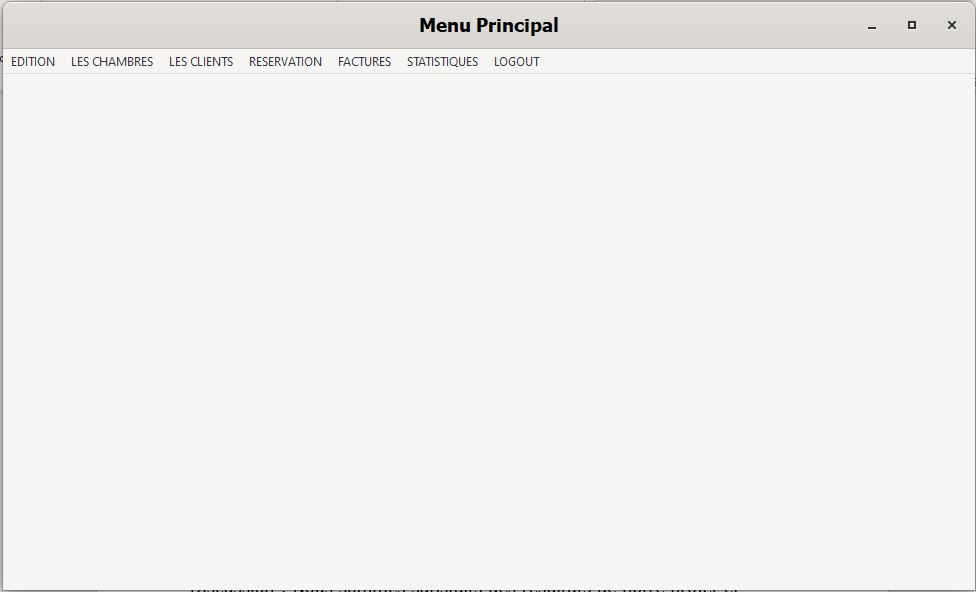 Menu Principal
EDITION LES CHAMBRES LES CLIENTS RESERVATION FACTURES STATISTIQUES LOGOUT